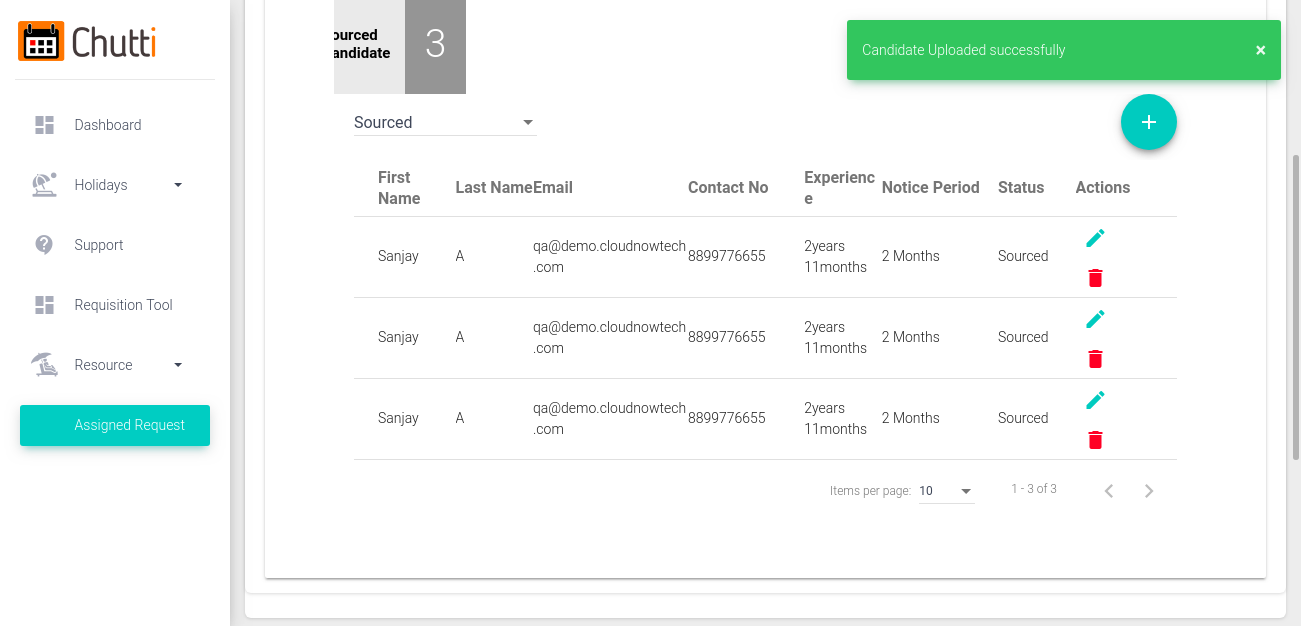 Chutti
Dashboard
Holidays
Support
Requisition Tool
Resource
Assigned Request
ourced
andidate
3
Candidate Uploaded successfully
×
Sourced
+
First Name Last Name Email Contact No Experienc
e Notice Period Status Actions
Sanjay A qa@demo.cloudnowtech
.com 8899776655 2years
11months 2 Months Sourced
Sanjay A qa@demo.cloudnowtech
.com 8899776655 2years
11months 2 Months Sourced
Sanjay A qa@demo.cloudnowtech
.com 8899776655 2years
11months 2 Months Sourced
Items per page: 10 1 - 3 of 3